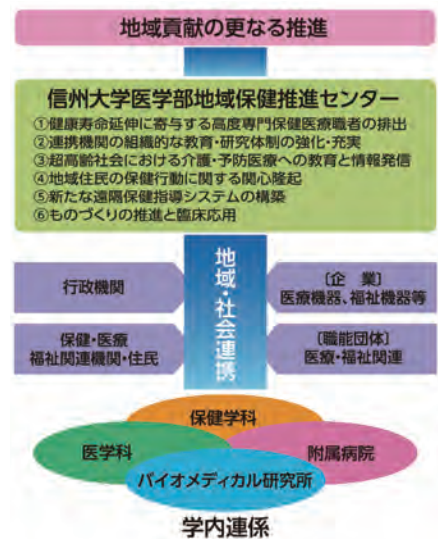 地域貢献の更なる推進
信州大学医学部地域保健推進センター
①健康寿命延伸に寄与する高度専門保健医療職者の排出
②連携機関の組織的な教育・研究体制の強化・充実
③超高齢社会における介護・予防医療への教育と情報発信
④地域住民の保健行動に関する関心隆起
⑤新たな遠隔保健指導システムの構築
⑥ものづくりの推進と臨床応用
地域・社会連携
行政機関
〔企 業〕
医療機器、福祉機器等
保健・医療
福祉関連機関・住民
〔職能団体〕
医療・福祉関連
保健学科
医学科
附属病院
バイオメディカル研究所
学内連係